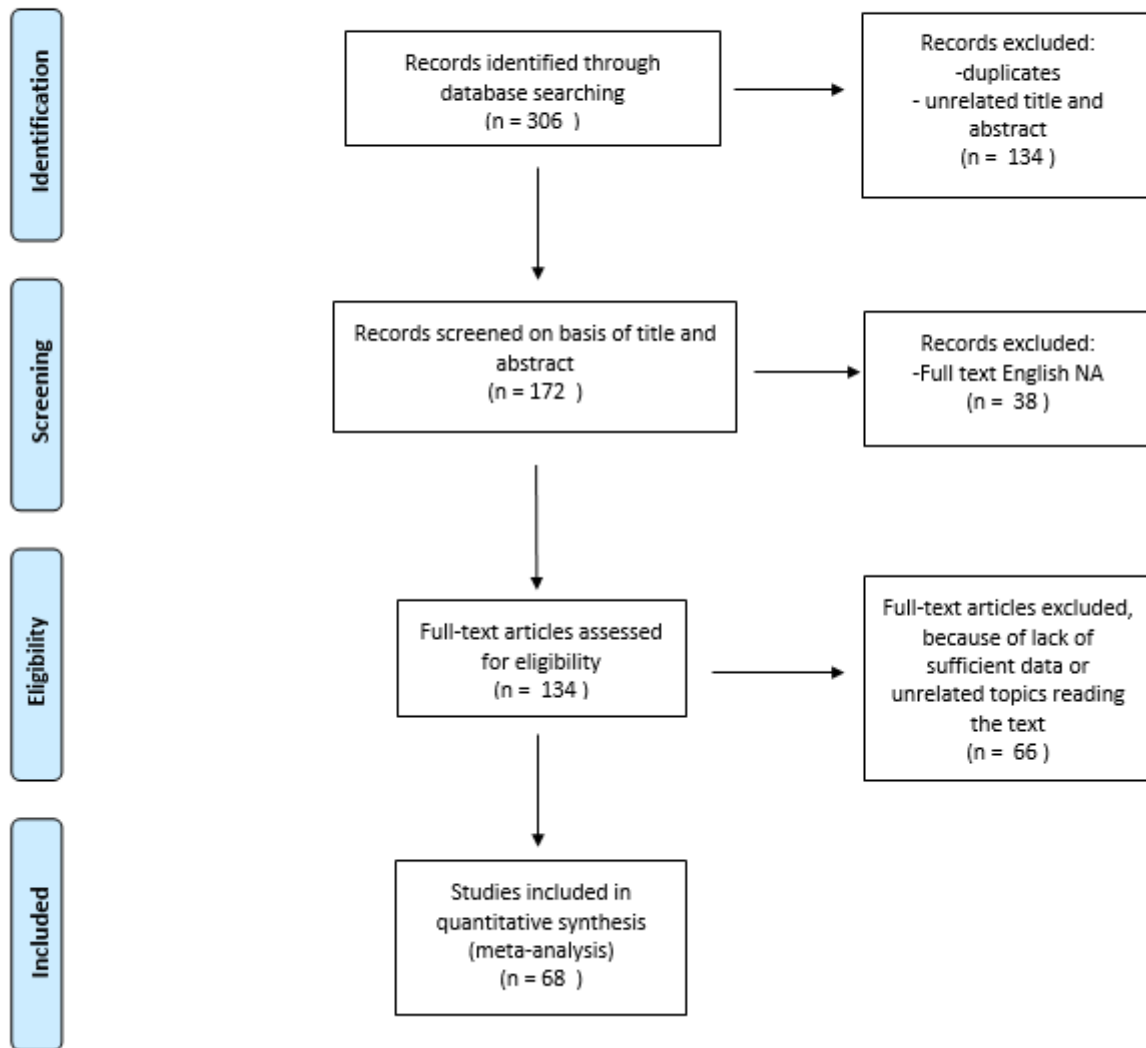 Identification
Records identified through
database searching
(n = 306  )
Records excluded:
-duplicates
- unrelated title and
abstract
(n =  134 )
Screening
Records screened on basis of title and
abstract
(n = 172  )
Records excluded:
-Full text English NA
(n =  38 )
Eligibility
Full-text articles assessed
for eligibility
(n =  134 )
Full-text articles excluded,
because of lack of
sufficient data or
unrelated topics reading
the text
(n =  66 )
Included
Studies included in
quantitative synthesis
(meta-analysis)
(n = 68  )